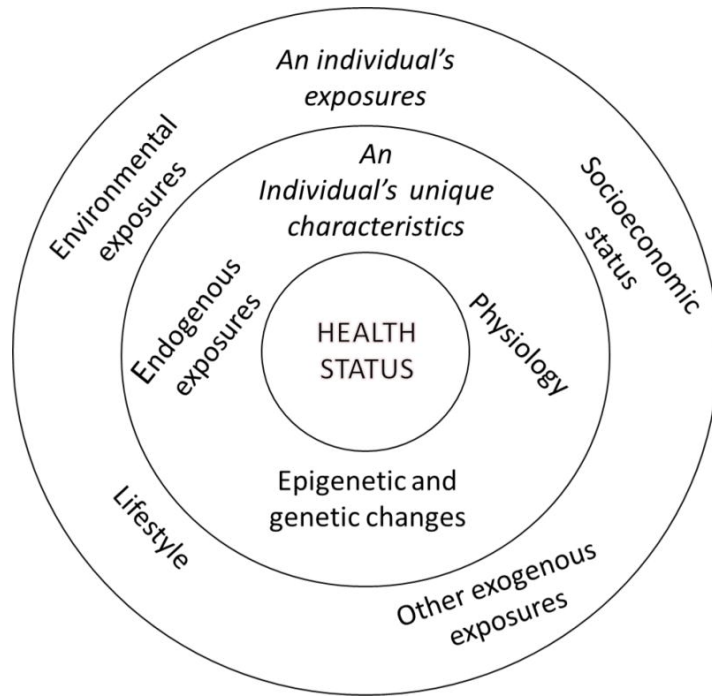 An individual's
exposures
Environmental
exposures
Socioeconomic
status
An
Individual's unique
characteristics
Endogenous
exposures
Physiology
HEALTH
STATUS
Epigenetic and
genetic changes
Lifestyle
Other exogenous
exposures